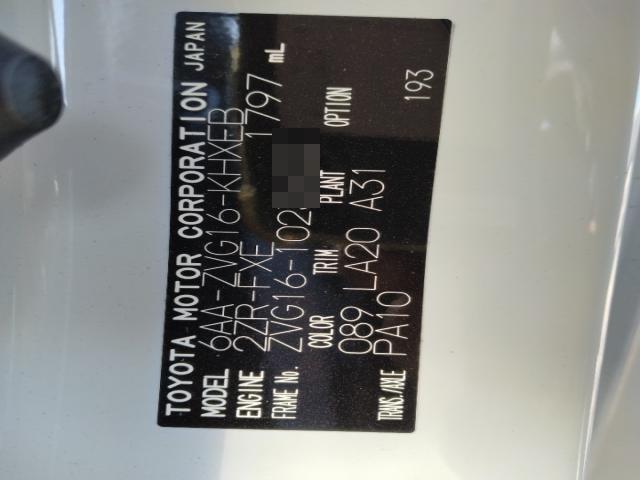 TOYOTA MOTOR CORPORATION JAPAN
MODEL 6AA-ZVG16-KHXEB
ENGINE 2ZR-FXE 1797 mL
FRAME No. ZVG16-102
COLOR TRIM PLANT OPTION
089 LA20 A31
TRANS./AXLE PA10 193